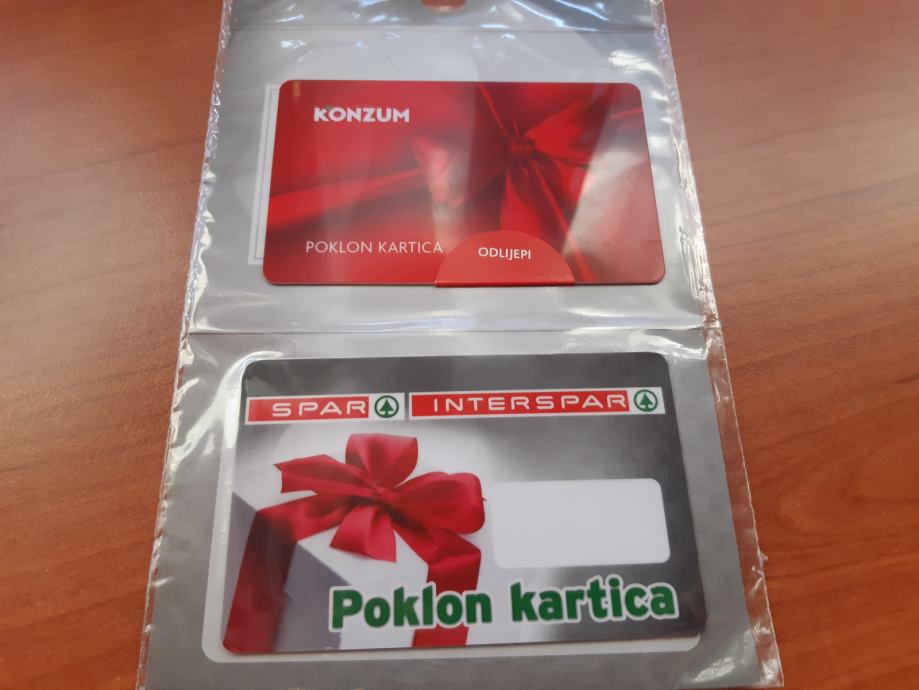 KONZUM
POKLON KARTICA
ODLIJEPI
SPAR INTERSPAR
Poklon kartica